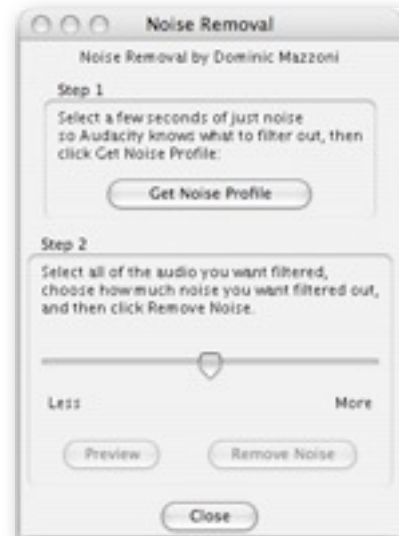 Noise Removal
Noise Removal by Dominic Mazzoni
Step 1
Select a few seconds of just noise
so Audacity knows what to filter out, then
click Get Noise Profile:
Get Noise Profile
Step 2
Select all of the audio you want filtered,
choose how much noise you want filtered out,
and then click Remove Noise.
Less More
Preview Remove Noise
Close